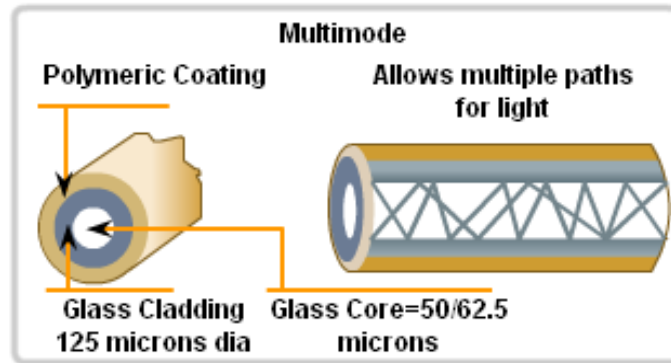 Multimode
Polymeric Coating
Allows multiple paths
for light
Glass Cladding
125 microns dia
Glass Core=50/62.5
microns